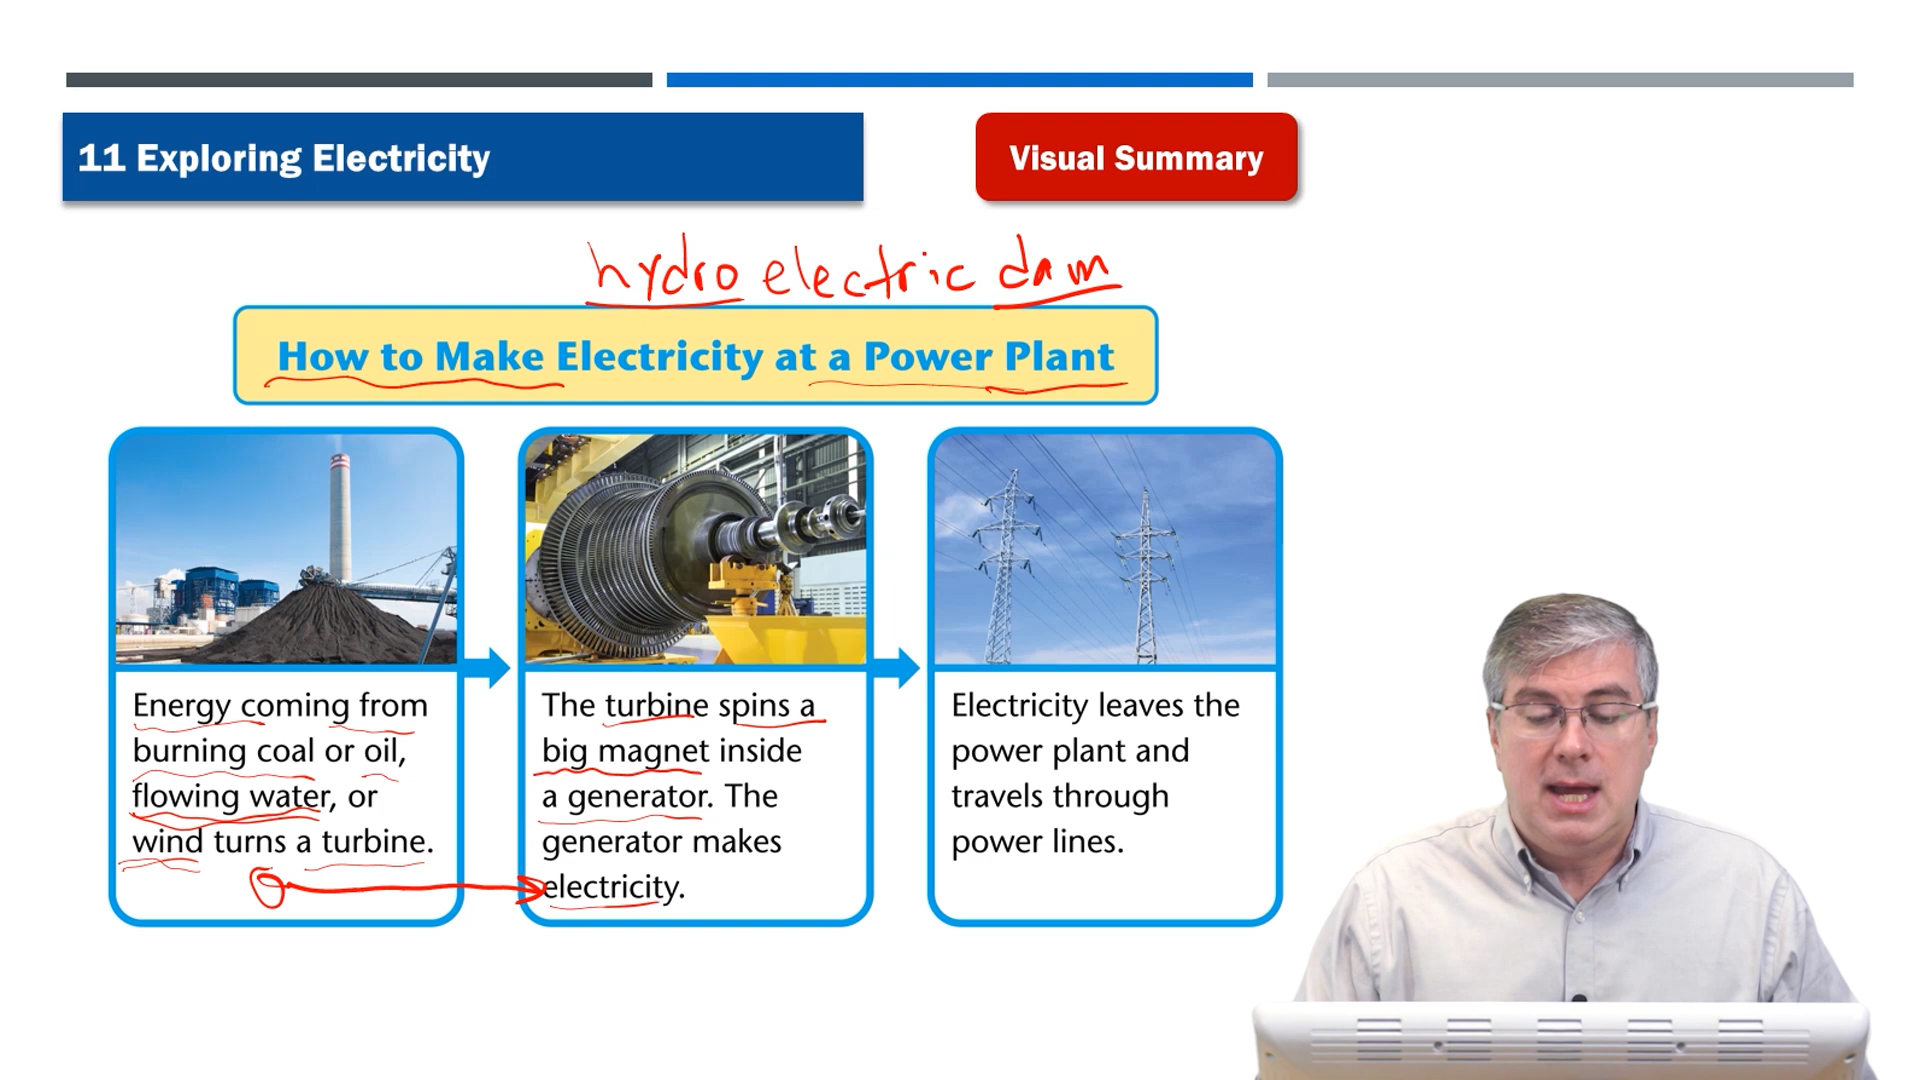 11 Exploring Electricity
Visual Summary
hydro electric dam
How to Make Electricity at a Power Plant
Energy coming from
burning coal or oil,
flowing water, or
wind turns a turbine.
The turbine spins a
big magnet inside
a generator. The
generator makes
electricity.
Electricity leaves the
power plant and
travels through
power lines.